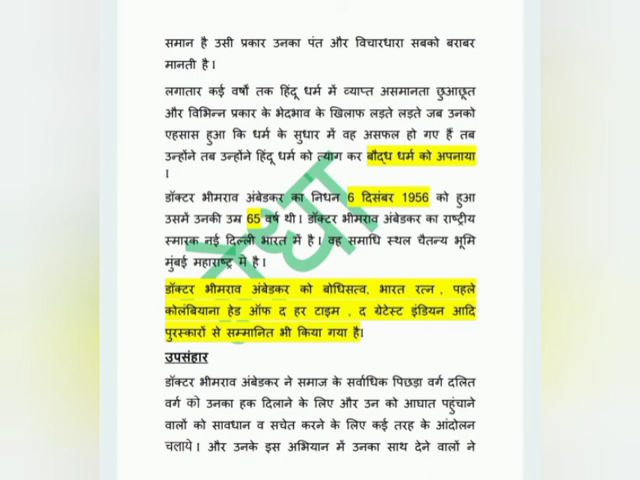 समान है उसी प्रकार उनका पंत और विचारधारा सबको बराबर
मानती है।
लगातार कई वर्षों तक हिंदू धर्म में व्याप्त असमानता छुआछूत
और विभिन्न प्रकार के भेदभाव के खिलाफ लड़ते लड़ते जब उनको
एहसास हुआ कि धर्म के सुधार में वह असफल हो गए हैं तब
उन्होंने तब उन्होंने हिंदू धर्म को त्याग कर बौद्ध धर्म को अपनाया
।
डॉक्टर भीमराव अंबेडकर का निधन 6 दिसंबर 1956 को हुआ
उसमें उनकी उम्र 65 वर्ष थी। डॉक्टर भीमराव अंबेडकर का राष्ट्रीय
स्मारक नई दिल्ली भारत में है। वह समाधि स्थल चैतन्य भूमि
मुंबई महाराष्ट्र में है।
डॉक्टर भीमराव अंबेडकर को बोधिसत्व, भारत रत्न , पहले
कोलंबियाना हेड ऑफ द हर टाइम , द ग्रेटेस्ट इंडियन आदि
पुरस्कारों से सम्मानित भी किया गया है।
उपसंहार
डॉक्टर भीमराव अंबेडकर ने समाज के सर्वाधिक पिछड़ा वर्ग दलित
वर्ग को उनका हक दिलाने के लिए और उन को आघात पहुंचाने
वालों को सावधान व सचेत करने के लिए कई तरह के आंदोलन
चलाये । और उनके इस अभियान में उनका साथ देने वालों ने